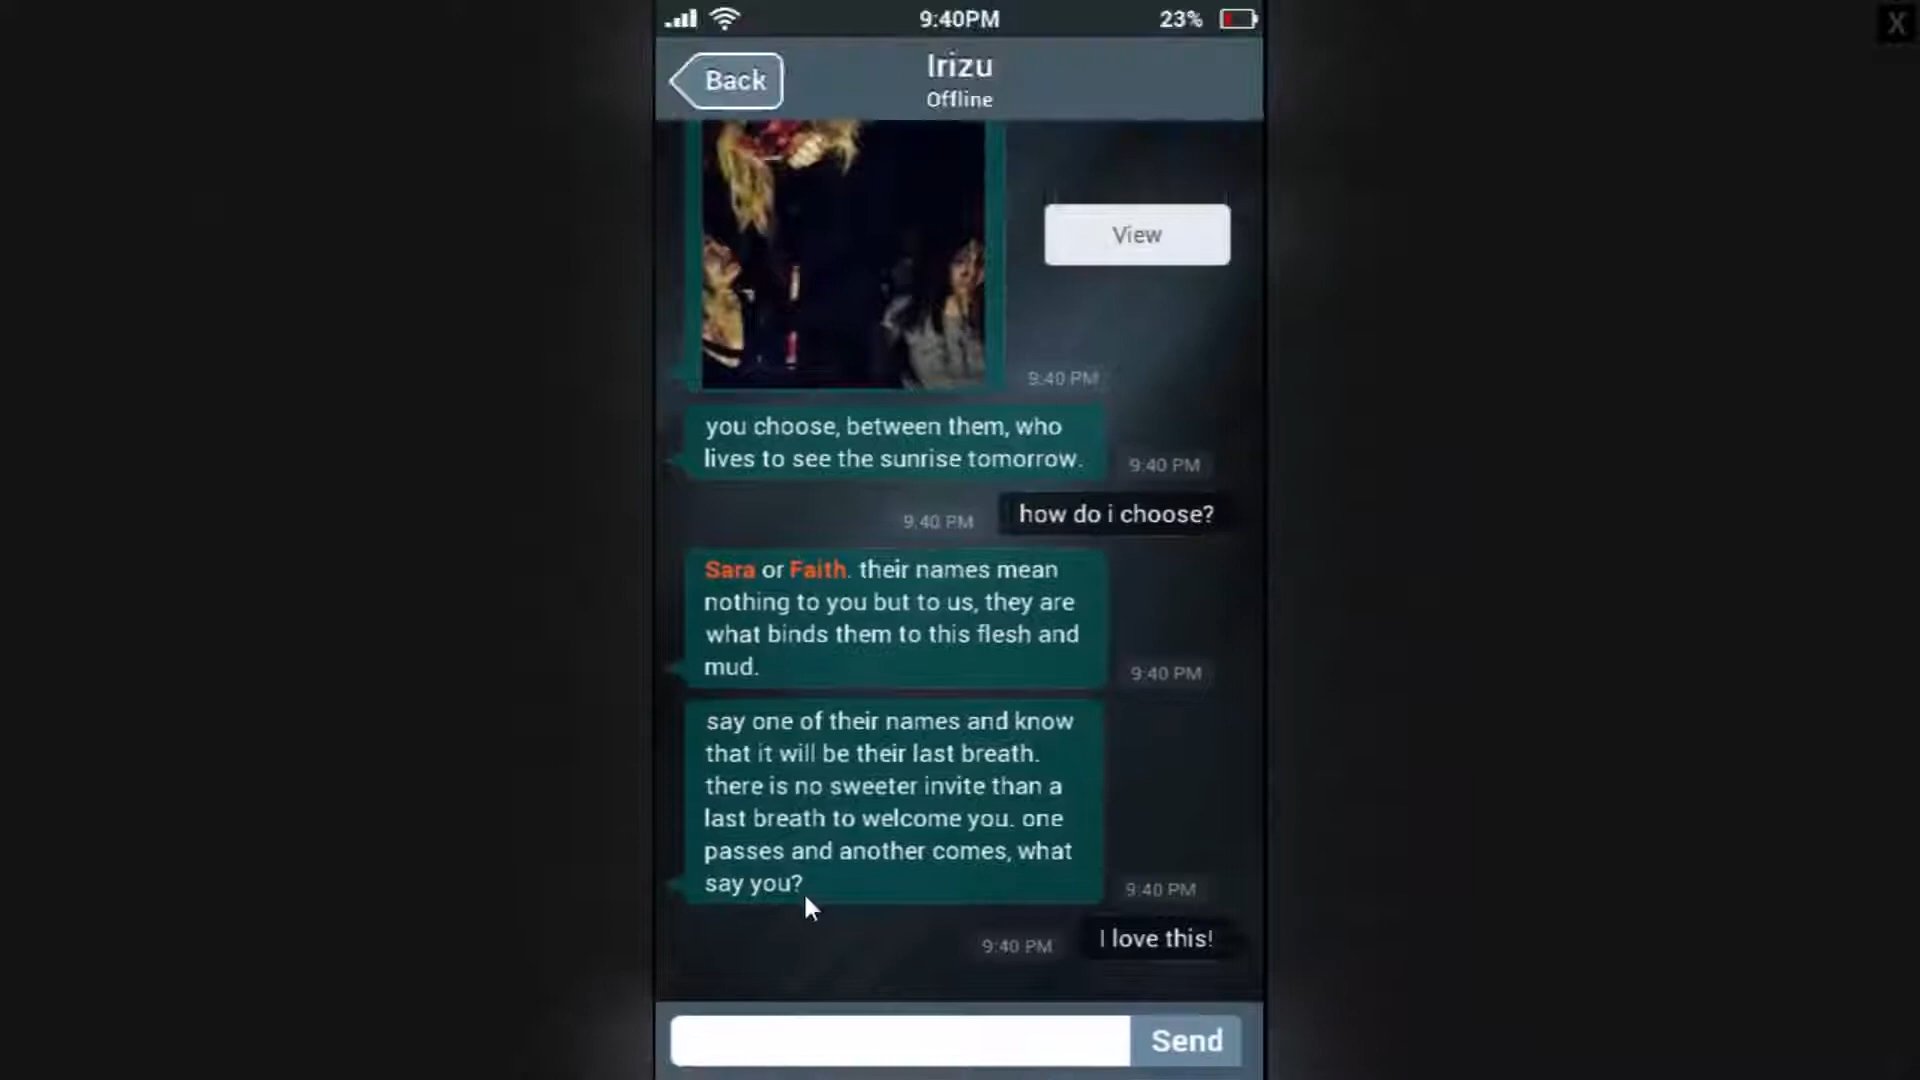 9:40PM
23%
X
Back
Irizu
Offline
View
9:40 PM
you choose, between them, who
lives to see the sunrise tomorrow.
9:40 PM
9:40 PM
how do i choose?
Sara or Faith. their names mean
nothing to you but to us, they are
what binds them to this flesh and
mud.
9:40 PM
say one of their names and know
that it will be their last breath.
there is no sweeter invite than a
last breath to welcome you. one
passes and another comes, what
say you?
9:40 PM
9:40 PM
I love this!
Send